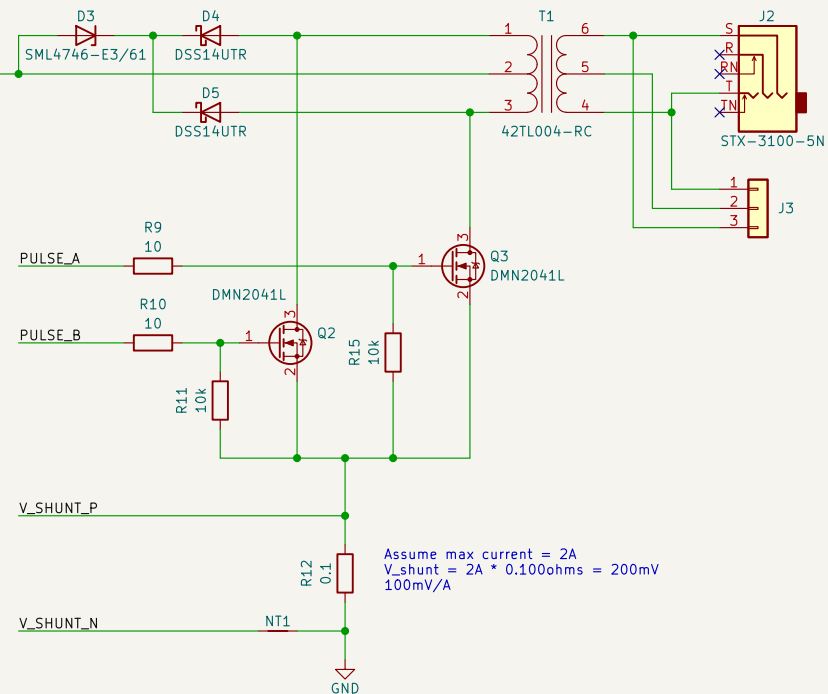 D3
SML4746-E3/61
D4
DSS14UTR
D5
DSS14UTR
T1
1
2
3
6
5
4
42TL004-RC
J2
S
R
RN
T
TN
STX-3100-5N
1
2
3
J3
R9
10
PULSE_A
1
3
2
Q3
DMN2041L
R10
10
PULSE_B
DMN2041L
1
3
2
Q2
R11
10k
R15
10k
V_SHUNT_P
R12
0.1
Assume max current = 2A
V_shunt = 2A * 0.100ohms = 200mV
100mV/A
V_SHUNT_N
NT1
GND